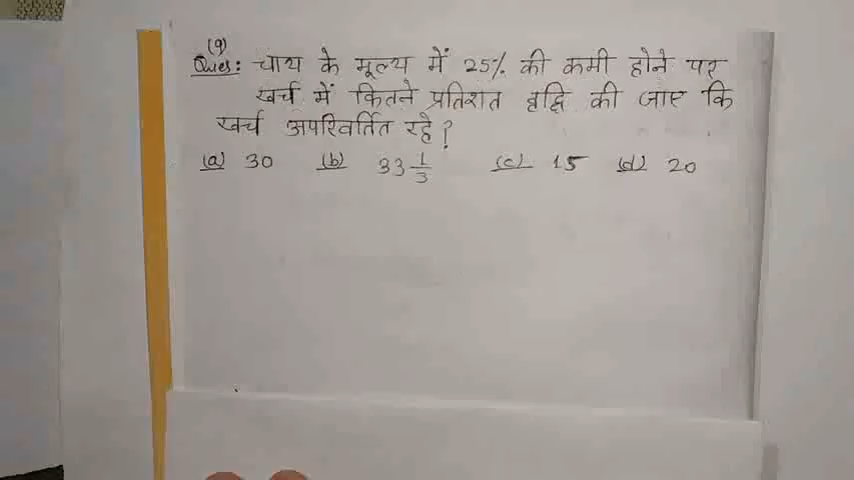 (9)
Ques: चाय के मूल्य में 25% की कमी होने पर
खर्च में कितने प्रतिशत वृद्धि की जाए कि
खर्च अपरिवर्तित रहे?
(a) 30 (b) 33 1/3 (c) 15 (d) 20